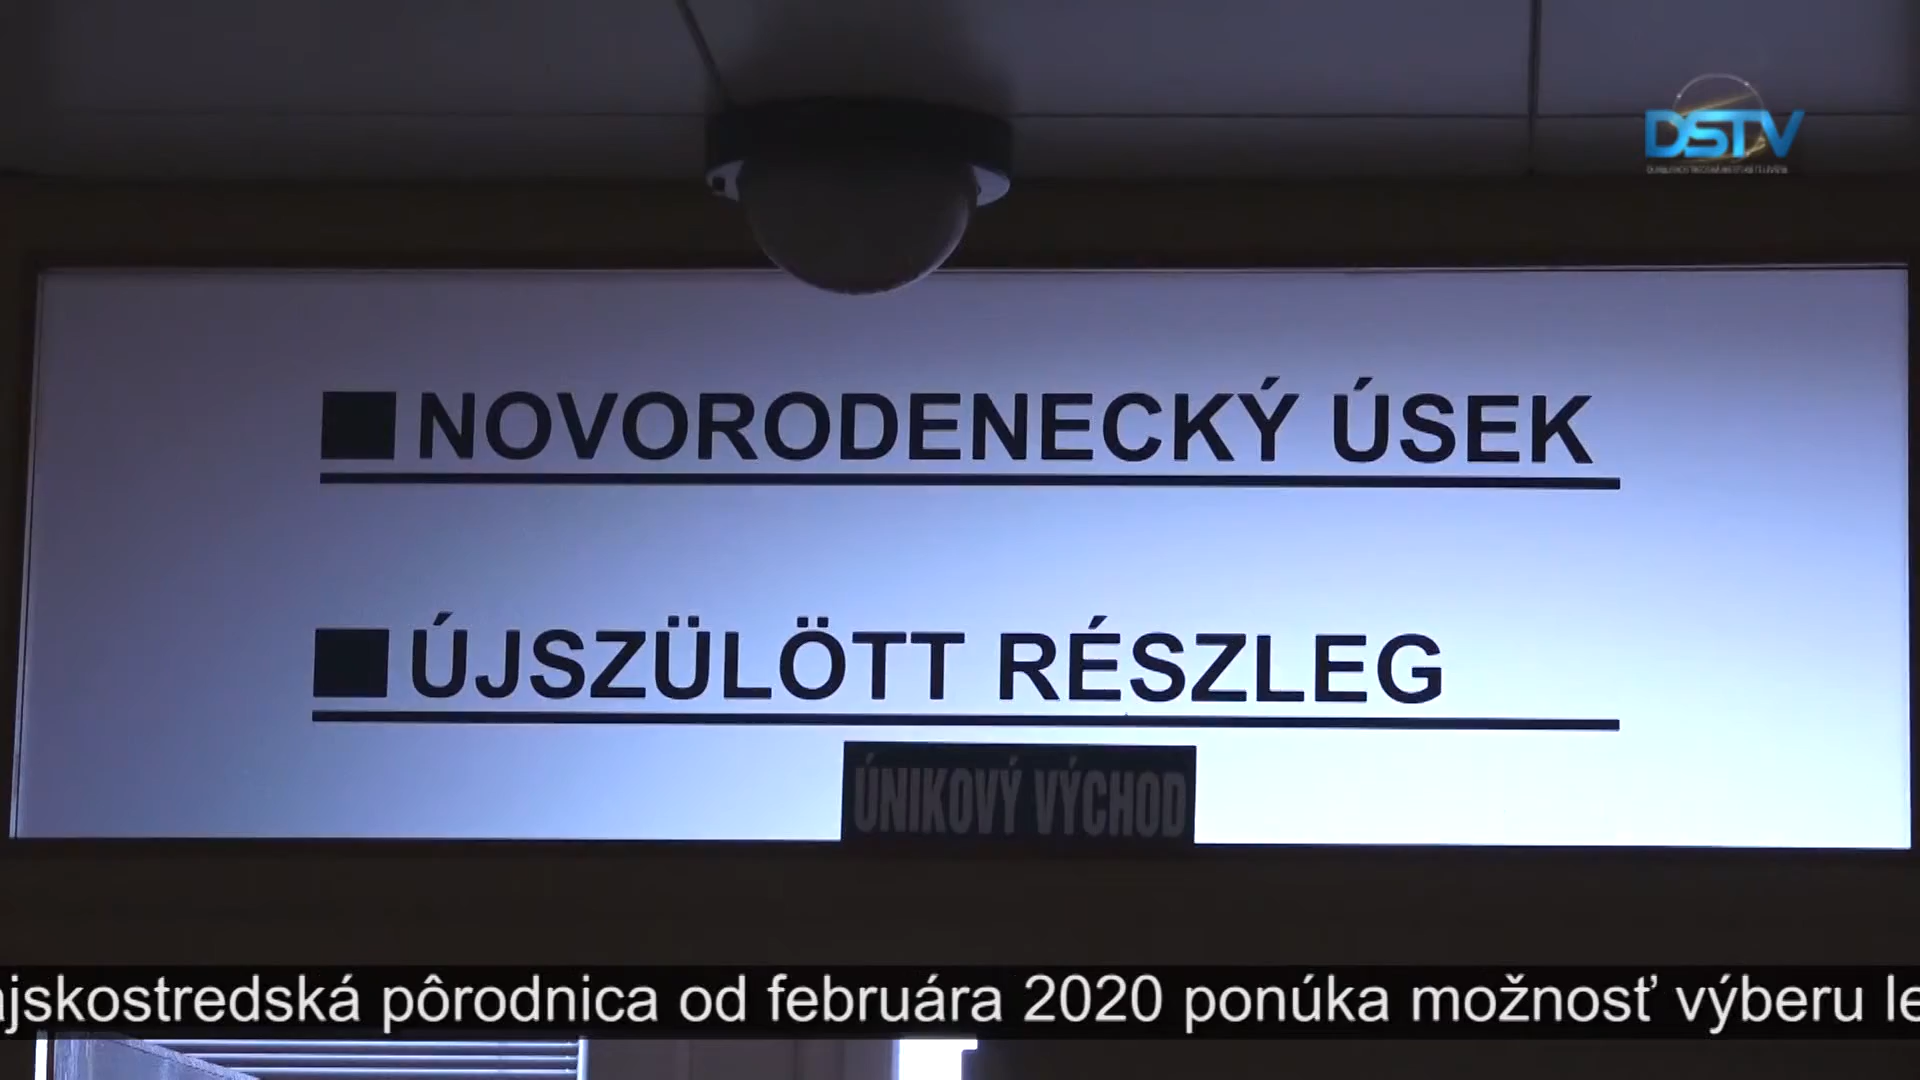 DSTV
NOVORODENECKÝ ÚSEK
ÚJSZÜLÖTT RÉSZLEG
ÚNIKOVÝ VÝCHOD
ajskostredská pôrodnica od februára 2020 ponúka možnosť výberu le